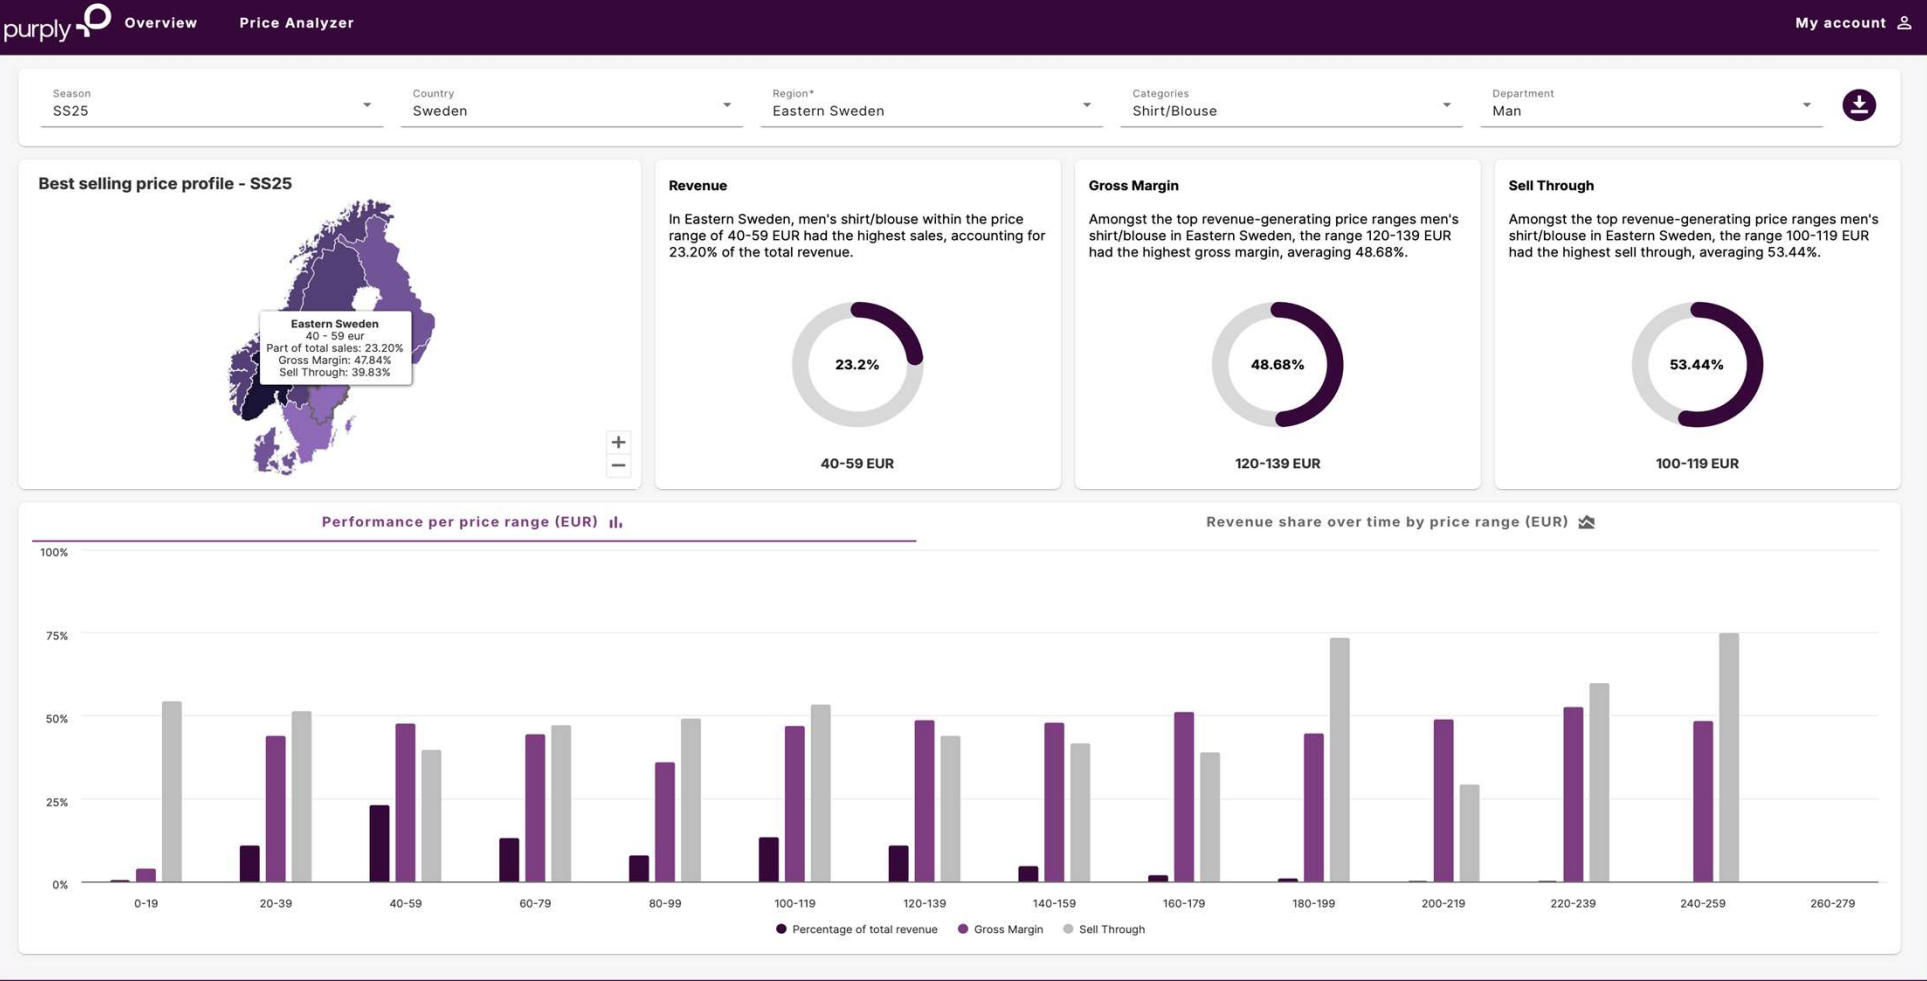 purply
Overview
Price Analyzer
My account
Season
SS25
Country
Sweden
Region*
Eastern Sweden
Categories
Shirt/Blouse
Department
Man
Best selling price profile - SS25
Eastern Sweden
40 - 59 eur
Part of total sales: 23.20%
Gross Margin: 47.84%
Sell Through: 39.83%
+
−
Revenue
In Eastern Sweden, men's shirt/blouse within the price
range of 40-59 EUR had the highest sales, accounting for
23.20% of the total revenue.
23.2%
40-59 EUR
Gross Margin
Amongst the top revenue-generating price ranges men's
shirt/blouse in Eastern Sweden, the range 120-139 EUR
had the highest gross margin, averaging 48.68%.
48.68%
120-139 EUR
Sell Through
Amongst the top revenue-generating price ranges men's
shirt/blouse in Eastern Sweden, the range 100-119 EUR
had the highest sell through, averaging 53.44%.
53.44%
100-119 EUR
Performance per price range (EUR)
Revenue share over time by price range (EUR)
100%
75%
50%
25%
0%
0-19
20-39
40-59
60-79
80-99
100-119
120-139
140-159
160-179
180-199
200-219
220-239
240-259
260-279
Percentage of total revenue
Gross Margin
Sell Through